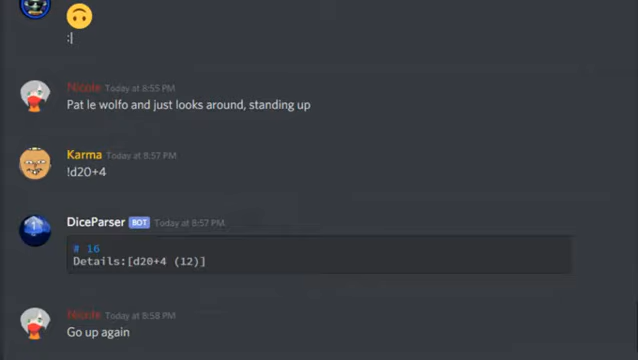 :|
Nicole Today at 8:55 PM
Pat le wolfo and just looks around, standing up
Karma Today at 8:57 PM
!d20+4
DiceParser BOT Today at 8:57 PM
# 16
Details:[d20+4 (12)]
Nicole Today at 8:58 PM
Go up again